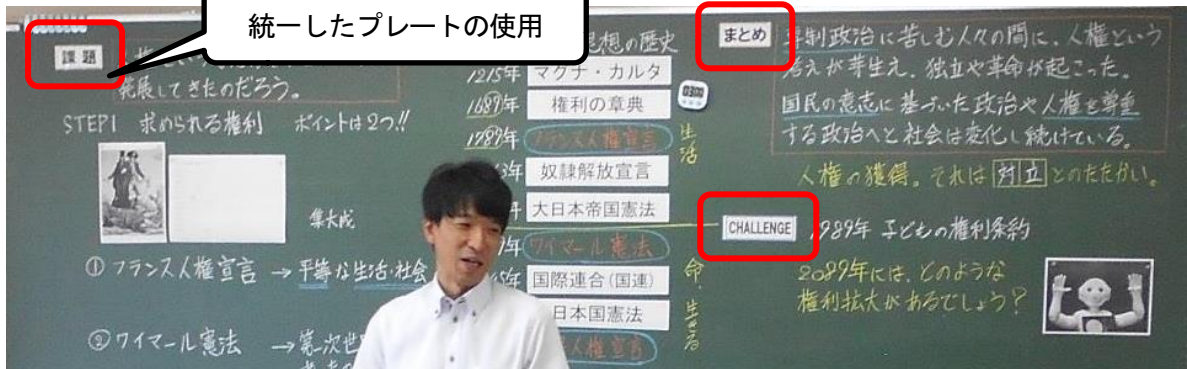 統一したプレートの使用
課題
発展してきたのだろう。
STEP1 求められる権利 ポイントは2つ!!
集大成
① フランス人権宣言 → 平等な生活・社会
② ワイマール憲法 → 第一次世
思想の歴史
1215年 マグナ・カルタ
1689年 権利の章典
1789年 フランス人権宣言
3年 奴隷解放宣言
年 大日本帝国憲法
9年 ワイマール憲法
5年 国際連合(国連)
日本国憲法
人権宣言
生活
命、生きる
まとめ
専制政治に苦しむ人々の間に、人権という
考えが芽生え、独立や革命が起こった。
国民の意志に基づいた政治や人権を尊重
する政治へと社会は変化し続けている。
人権の獲得。それは対立とのたたかい。
CHALLENGE 1989年 子どもの権利条約
2089年には、どのような
権利拡大があるでしょう?